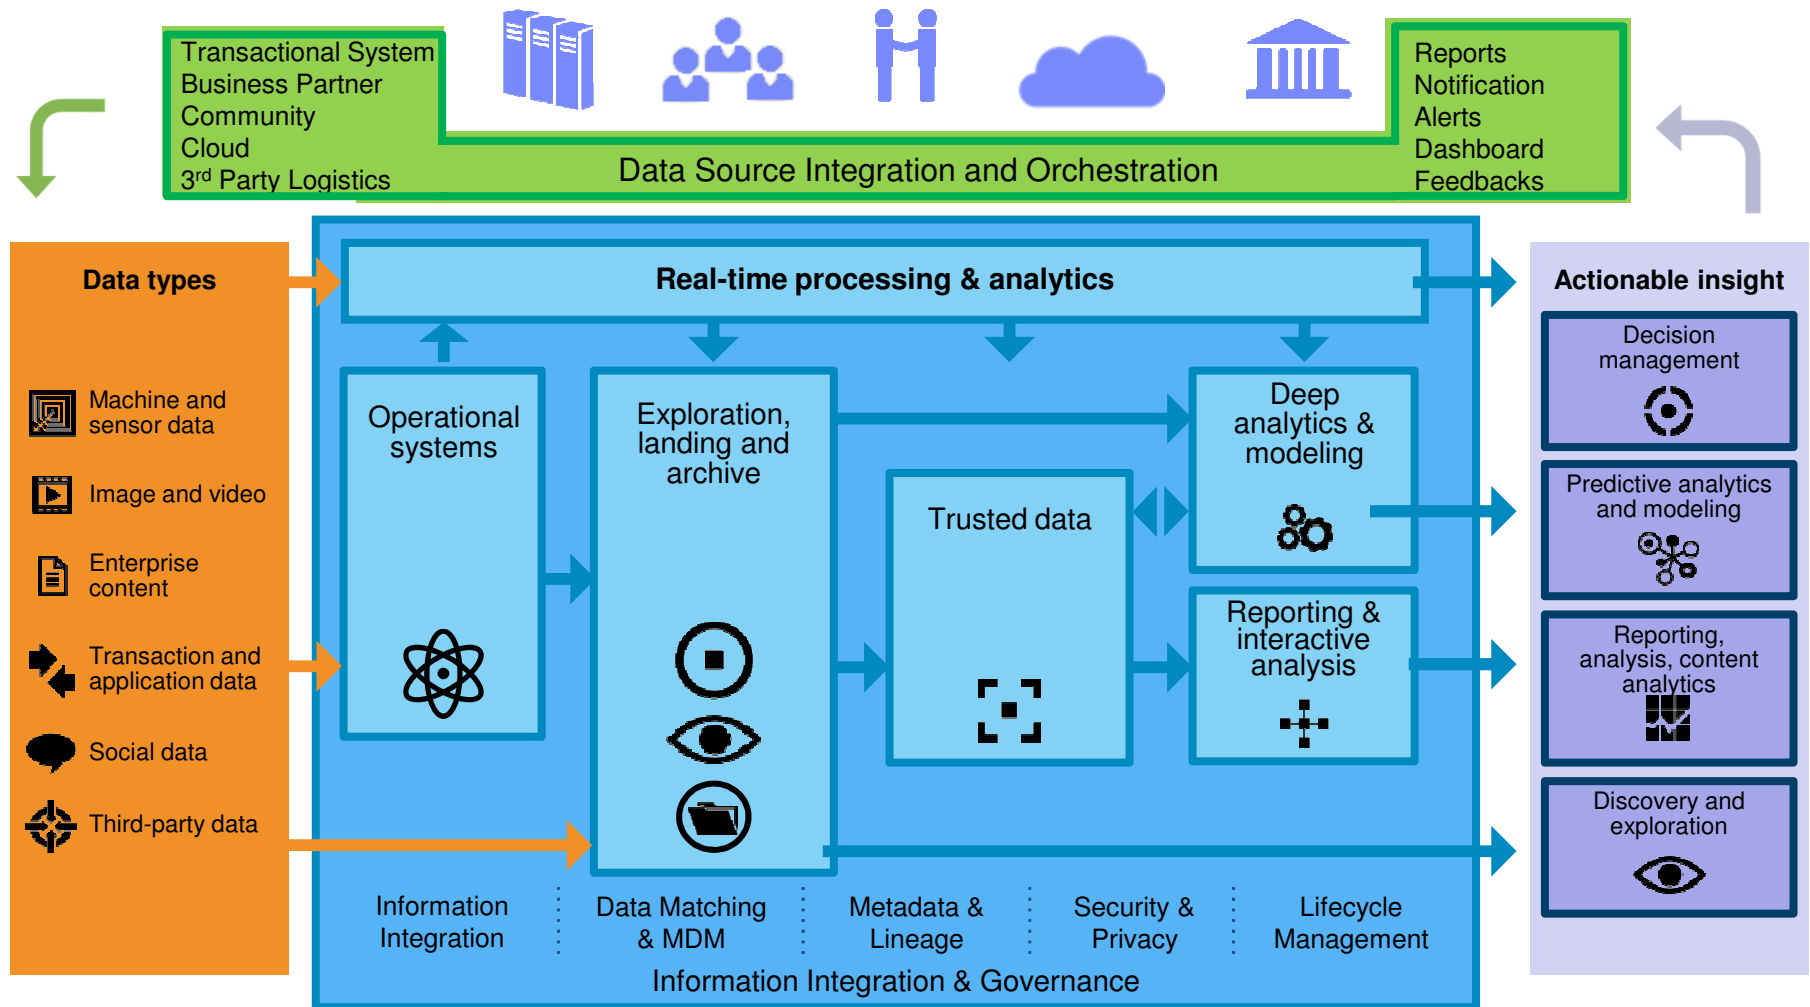 Transactional System
Business Partner
Community
Cloud
3rd Party Logistics
Data Source Integration and Orchestration
Reports
Notification
Alerts
Dashboard
Feedbacks
Data types
Machine and
sensor data
Image and video
Enterprise
content
Transaction and
application data
Social data
Third-party data
Real-time processing & analytics
Operational
systems
Exploration,
landing and
archive
Trusted data
Deep
analytics &
modeling
Reporting &
interactive
analysis
Information
Integration
Data Matching
& MDM
Metadata &
Lineage
Security &
Privacy
Lifecycle
Management
Information Integration & Governance
Actionable insight
Decision
management
Predictive analytics
and modeling
Reporting,
analysis, content
analytics
Discovery and
exploration